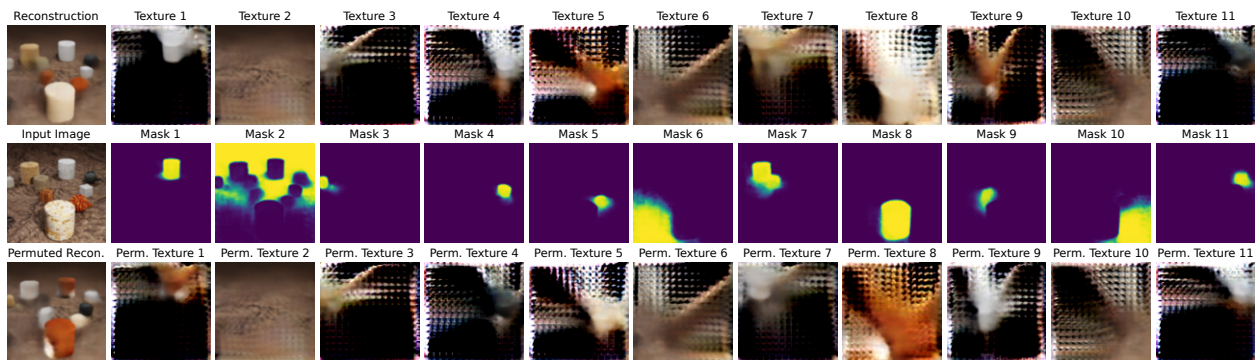 Reconstruction Texture 1 Texture 2 Texture 3 Texture 4 Texture 5 Texture 6 Texture 7 Texture 8 Texture 9 Texture 10 Texture 11
Input Image Mask 1 Mask 2 Mask 3 Mask 4 Mask 5 Mask 6 Mask 7 Mask 8 Mask 9 Mask 10 Mask 11
Permuted Recon. Perm. Texture 1 Perm. Texture 2 Perm. Texture 3 Perm. Texture 4 Perm. Texture 5 Perm. Texture 6 Perm. Texture 7 Perm. Texture 8 Perm. Texture 9 Perm. Texture 10 Perm. Texture 11